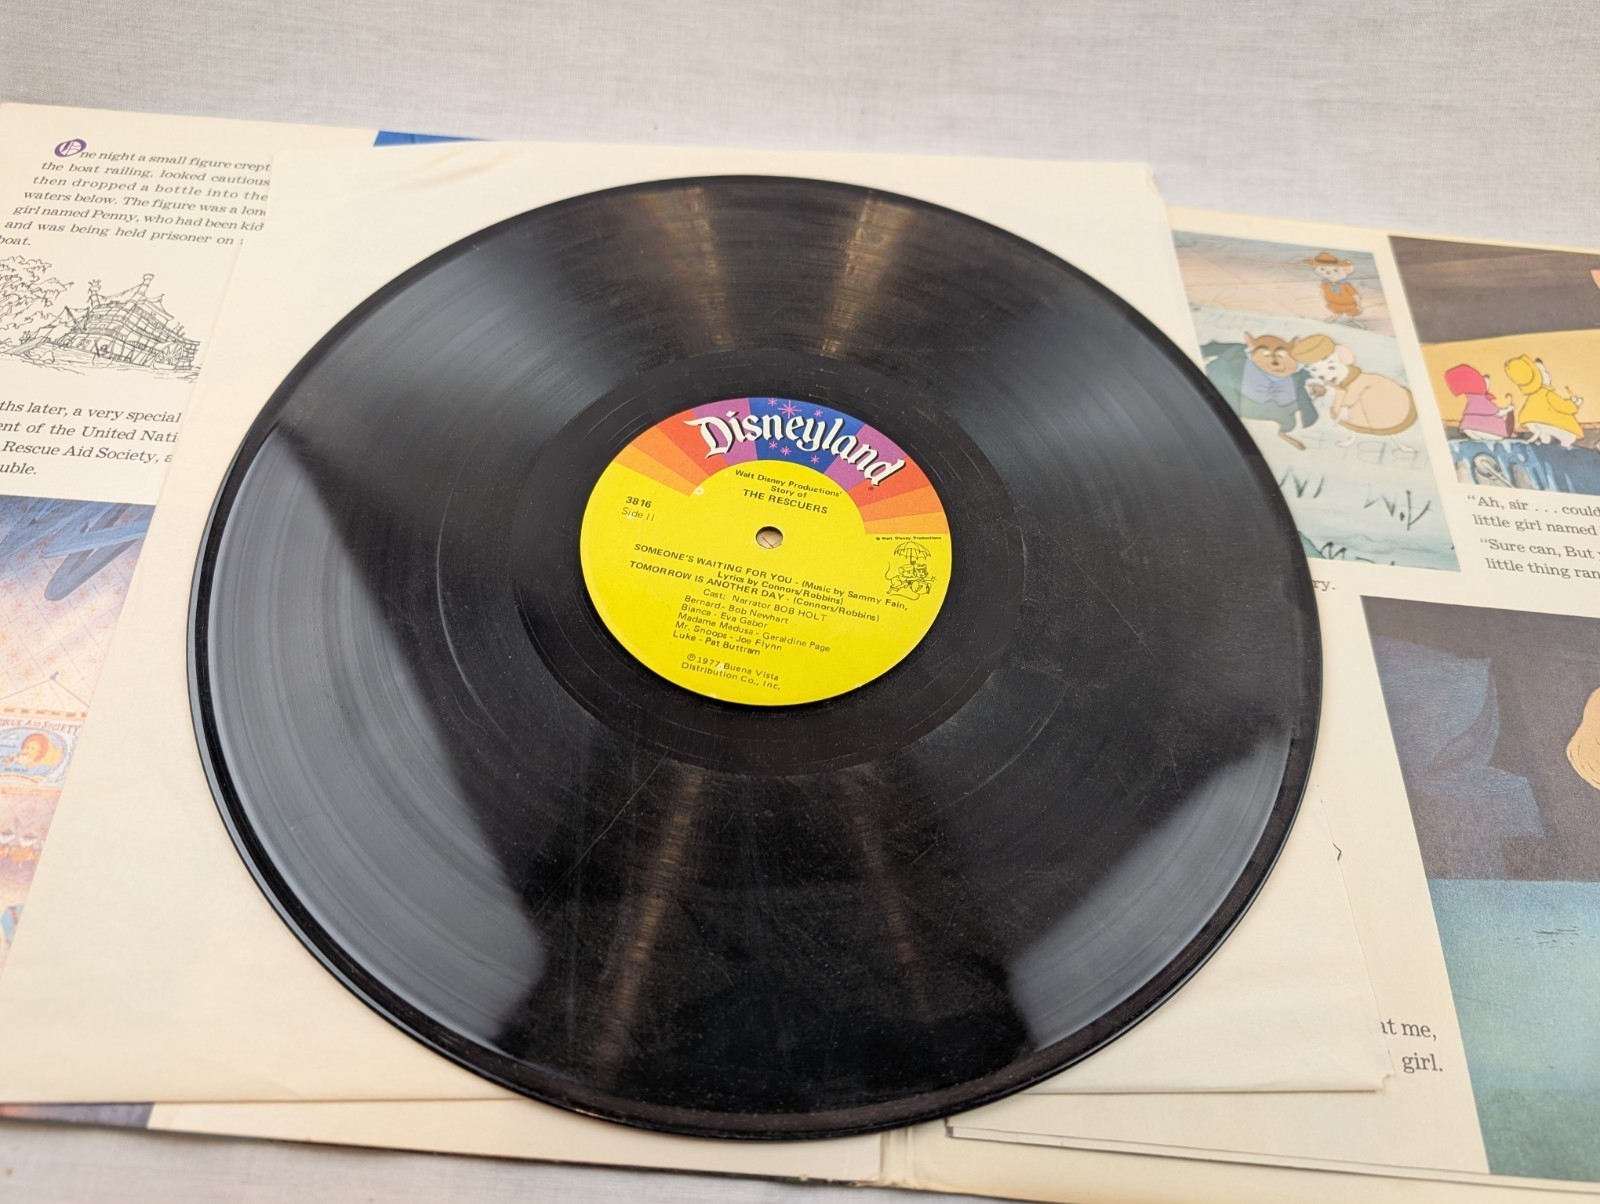 One night a small figure crept
the boat railing, looked cautious
then dropped a bottle into the
waters below. The figure was a
girl named Penny, who had been kid
and was being held prisoner on
boat.
ths later, a very special
ent of the United Nati
Rescue Aid Society, a
uble.
Disneyland
Walt Disney Productions'
Story of
THE RESCUERS
3816
Side II
© Walt Disney Productions
SOMEONE'S WAITING FOR YOU - (Music by Sammy Fain,
Lyrics by Connors/Robbins)
TOMORROW IS ANOTHER DAY - (Connors/Robbins)
Cast: Narrator BOB HOLT
Bernard - Bob Newhart
Bianca - Eva Gabor
Madame Medusa - Geraldine Page
Mr. Snoops - Joe Flynn
Luke - Pat Buttram
℗ 1977 Buena Vista
Distribution Co., Inc.
"Ah, sir . . . could
little girl named
"Sure can, But
little thing ran
ry.
at me,
girl.